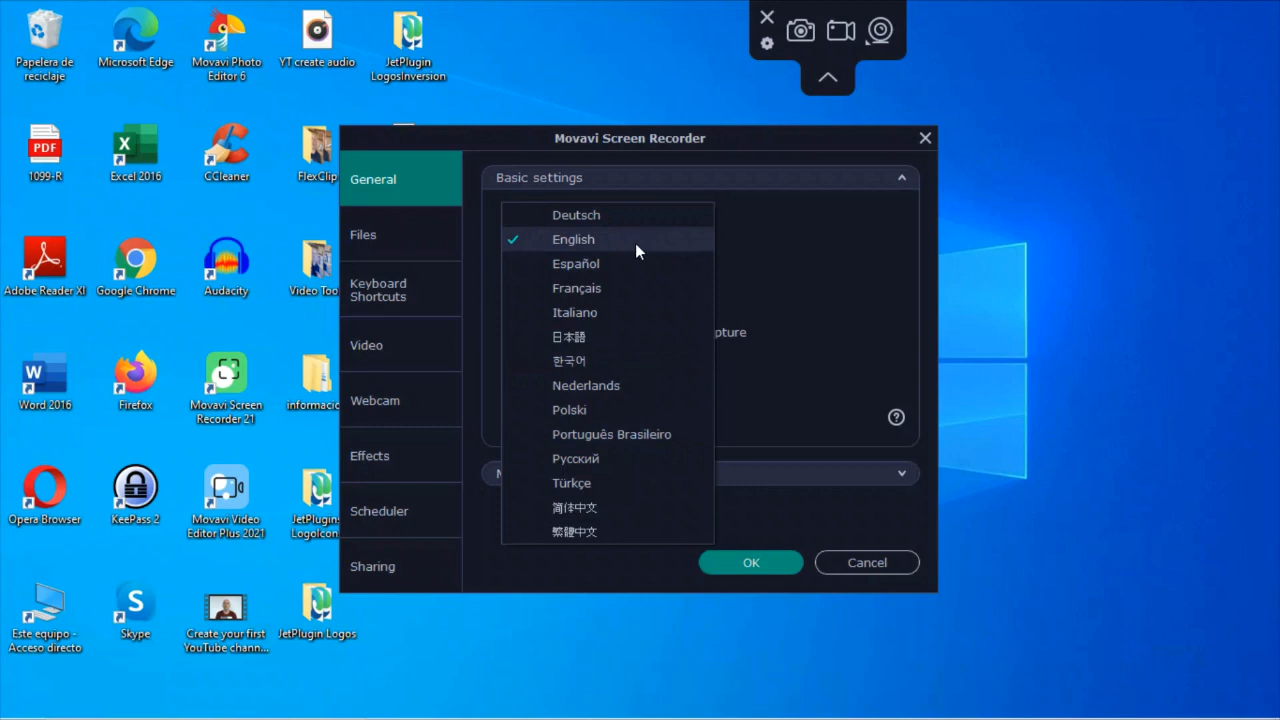 Papelera de
reciclaje
Microsoft Edge
Movavi Photo
Editor 6
YT create audio
JetPlugin
LogosInversion
PDF
1099-R
Excel 2016
CCleaner
FlexClip
Adobe Reader XI
Google Chrome
Audacity
Video Too
Word 2016
Firefox
Movavi Screen
Recorder 21
informacio
Opera Browser
KeePass 2
Movavi Video
Editor Plus 2021
JetPlugin
LogoIcon
Este equipo -
Acceso directo
Skype
Create your first
YouTube chann...
JetPlugin Logos
Movavi Screen Recorder
General
Files
Keyboard
Shortcuts
Video
Webcam
Effects
Scheduler
Sharing
Basic settings
Deutsch
English
Español
Français
Italiano
日本語
한국어
Nederlands
Polski
Português Brasileiro
Русский
Türkçe
简体中文
繁體中文
pture
OK
Cancel